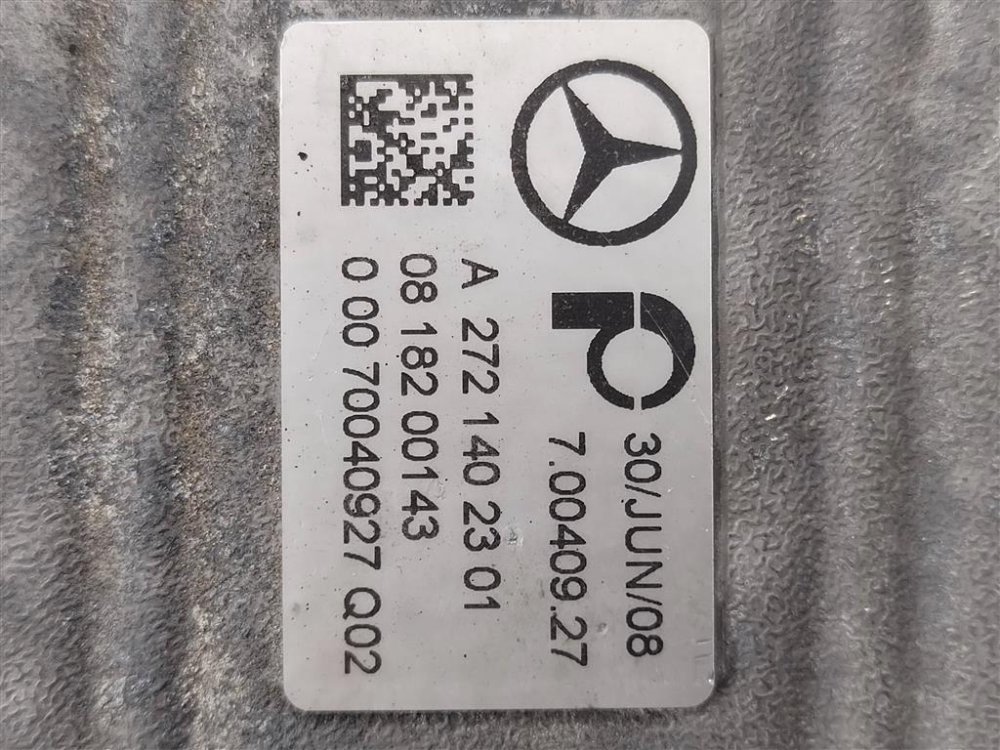 30/JUN/08
7.00409.27
A 272 140 23 01
08 182 00143
0 00 70040927 Q02